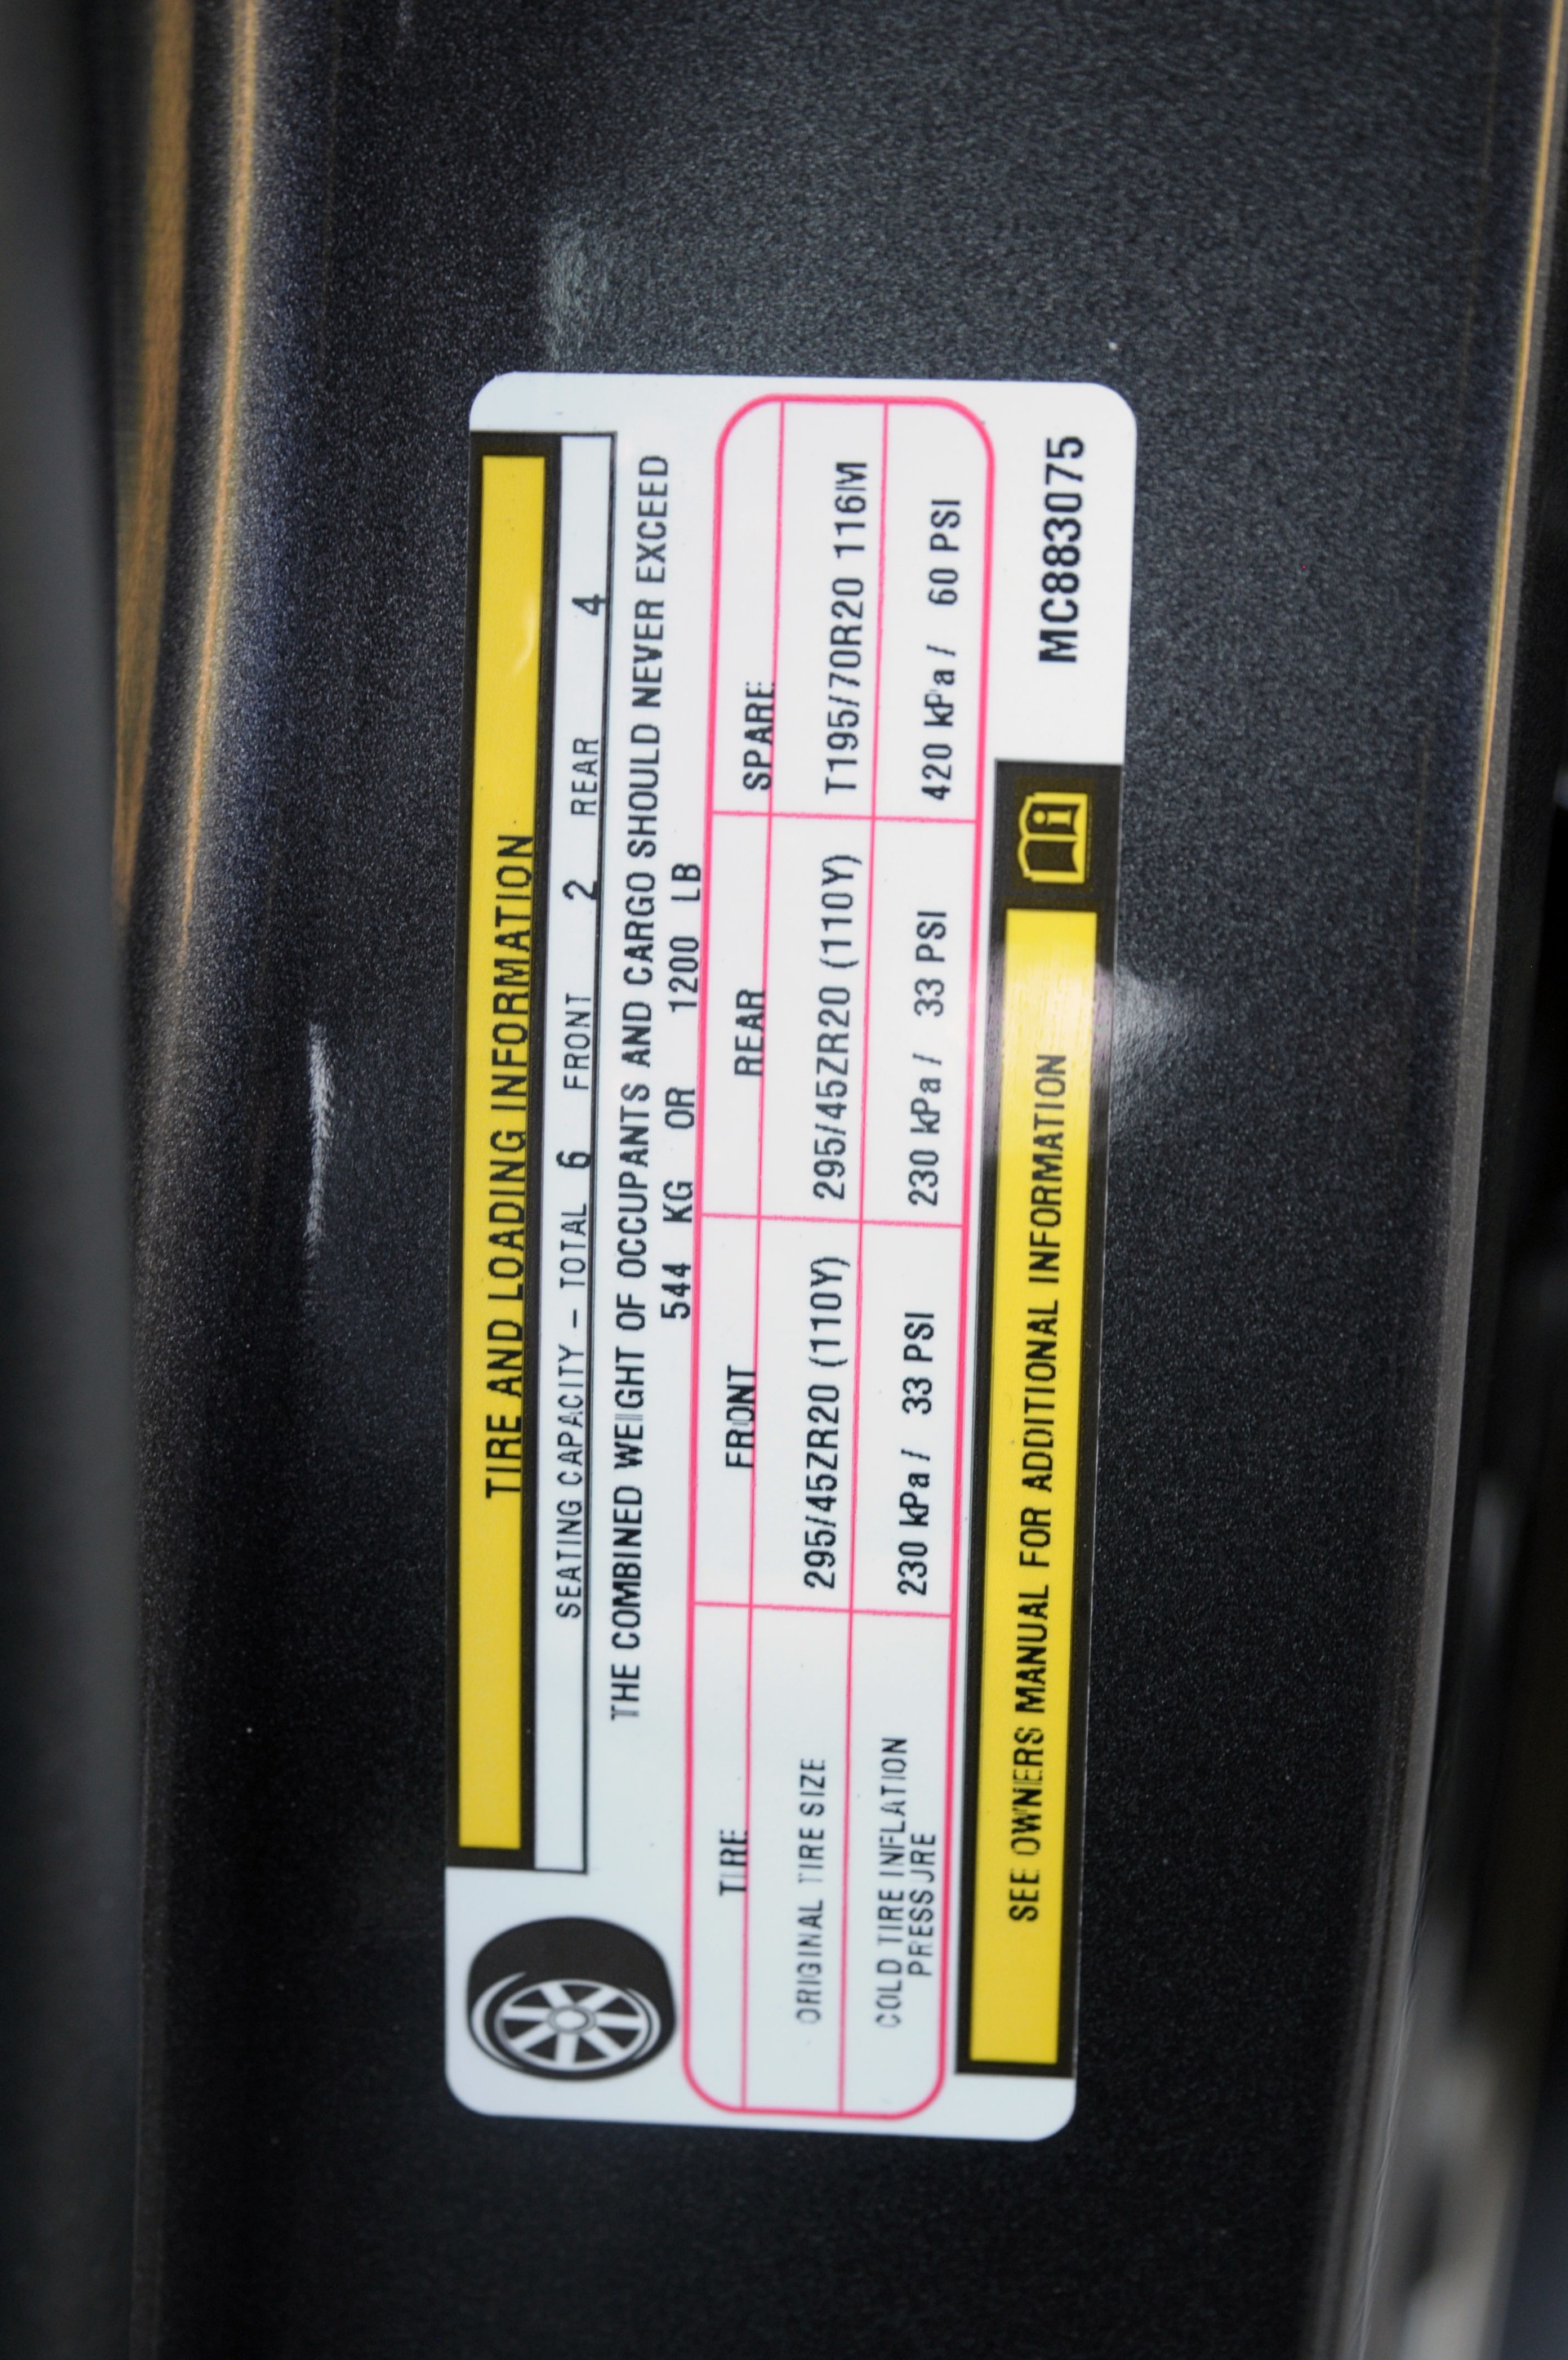 TIRE AND LOADING INFORMATION
SEATING CAPACITY – TOTAL 6 FRONT 2 REAR 4
THE COMBINED WEIGHT OF OCCUPANTS AND CARGO SHOULD NEVER EXCEED
544 KG OR 1200 LB
TIRE FRONT REAR SPARE
ORIGINAL TIRE SIZE 295/45ZR20 (110Y) 295/45ZR20 (110Y) T195/70R20 116M
COLD TIRE INFLATION
PRESSURE 230 kPa / 33 PSI 230 kPa / 33 PSI 420 kPa / 60 PSI
SEE OWNERS MANUAL FOR ADDITIONAL INFORMATION
MC883075